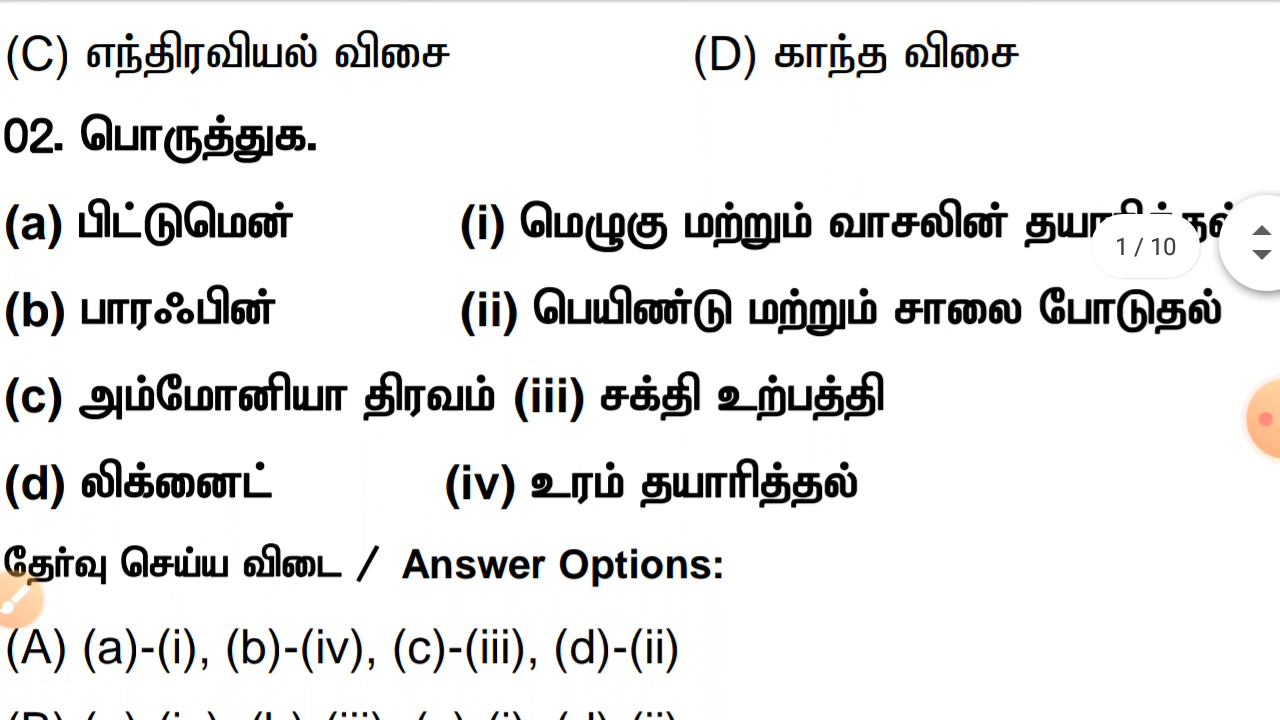 (C) எந்திரவியல் விசை (D) காந்த விசை
02. பொருத்துக.
(a) பிட்டுமென் (i) மெழுகு மற்றும் வாசலின்
1 / 10
(b) பாரஃபின் (ii) பெயிண்டு மற்றும் சாலை போடுதல்
(c) அம்மோனியா திரவம் (iii) சக்தி உற்பத்தி
(d) லிக்னைட் (iv) உரம் தயாரித்தல்
தேர்வு செய்ய விடை / Answer Options:
(A) (a)-(i), (b)-(iv), (c)-(iii), (d)-(ii)